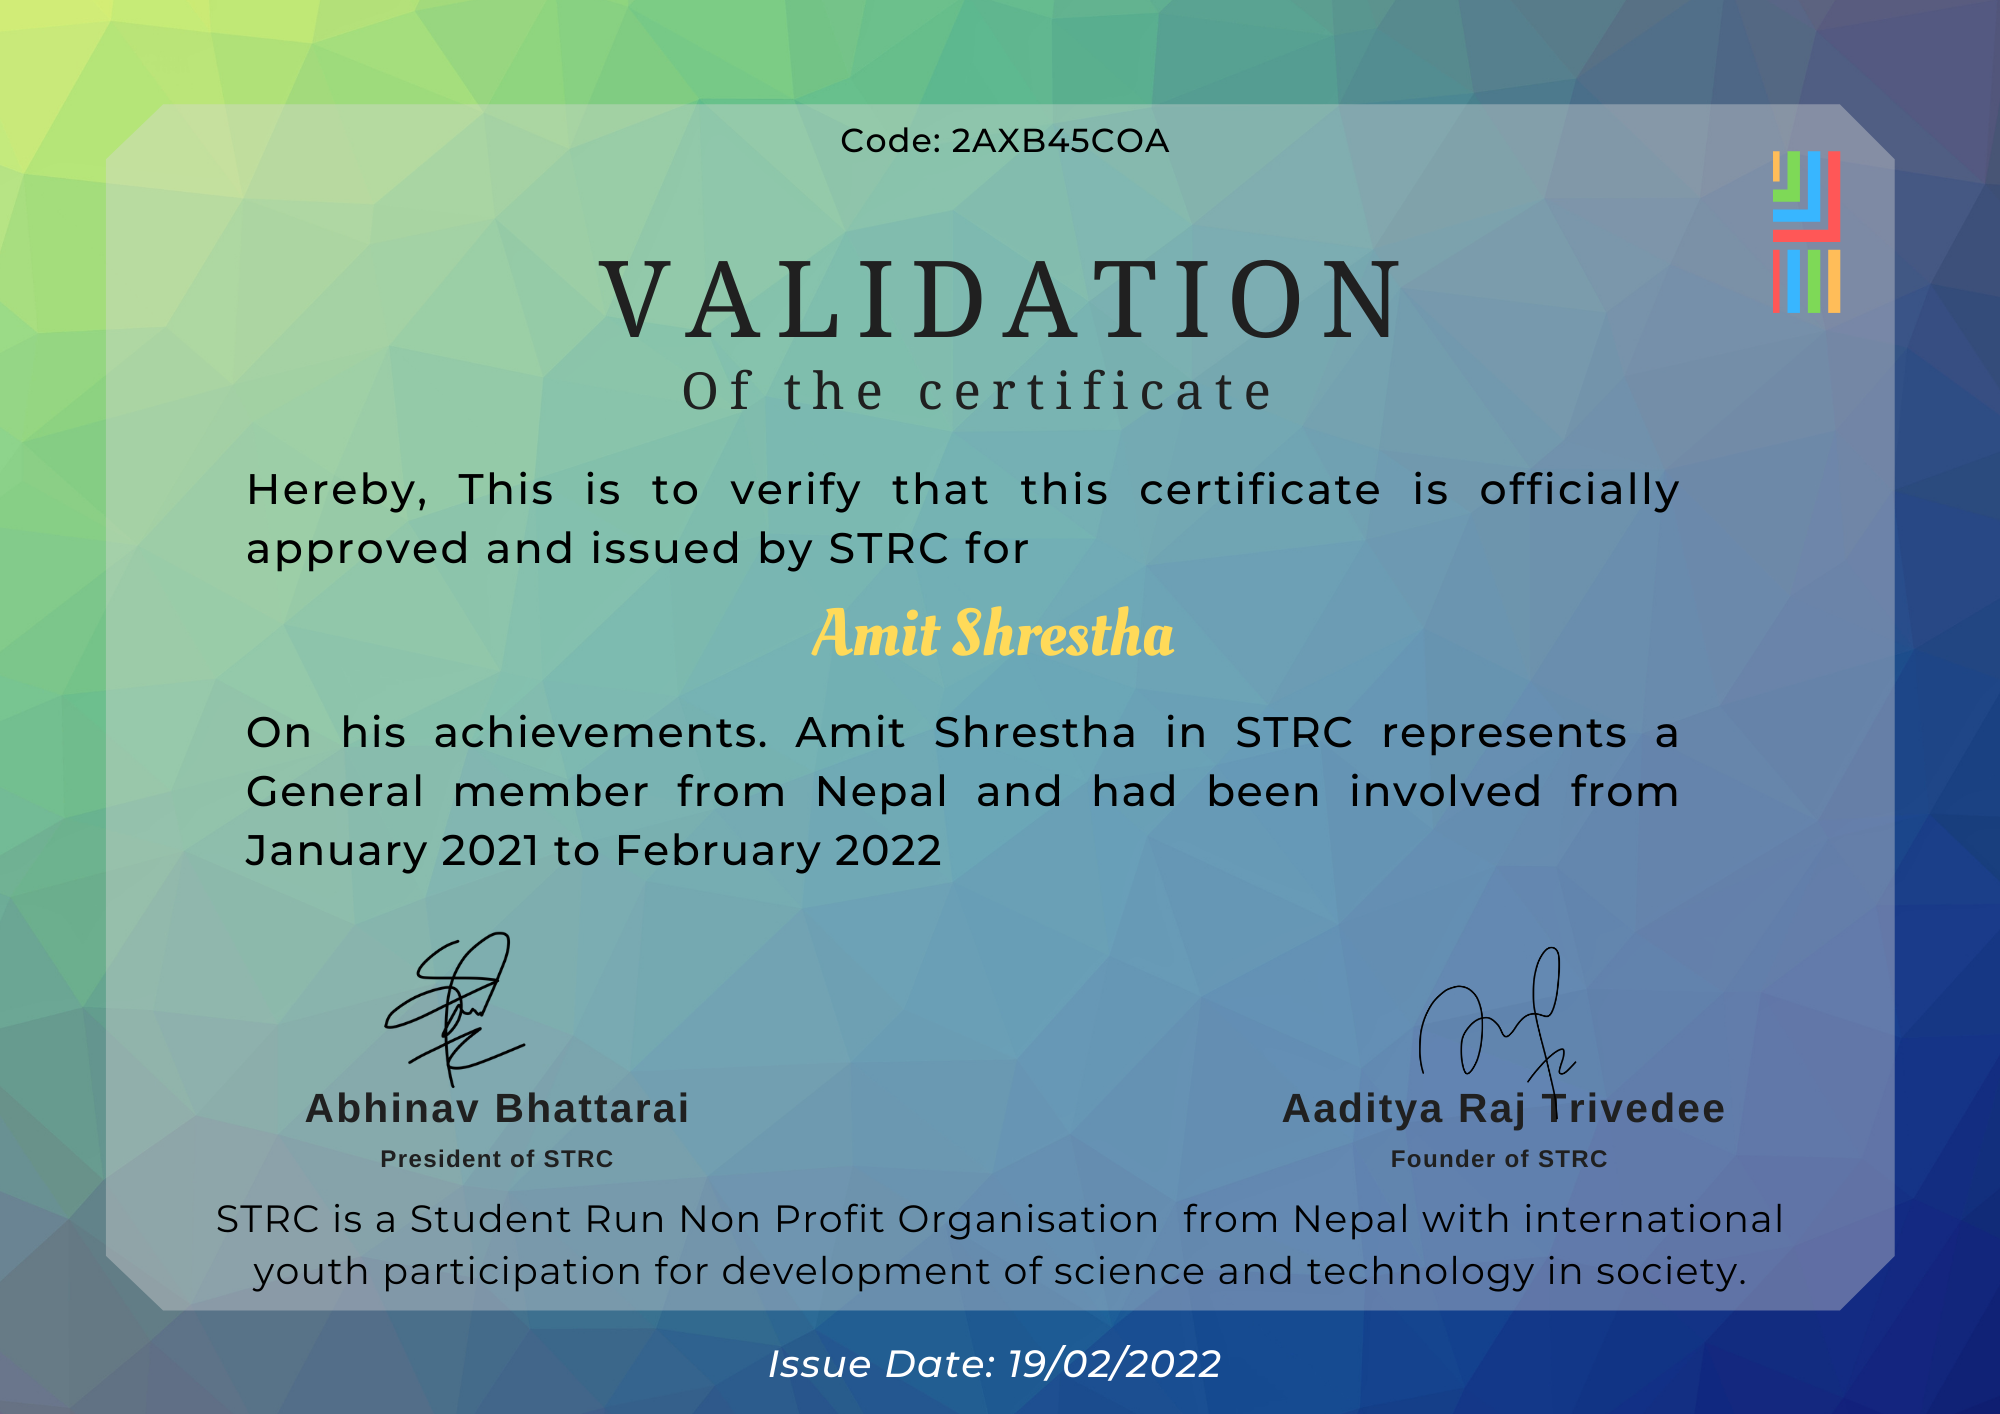 Code: 2AXB45COA
VALIDATION
Of the certificate
Hereby, This is to verify that this certificate is officially
approved and issued by STRC for
Amit Shrestha
On his achievements. Amit Shrestha in STRC represents a
General member from Nepal and had been involved from
January 2021 to February 2022
Abhinav Bhattarai
President of STRC
Aaditya Raj Trivedee
Founder of STRC
STRC is a Student Run Non Profit Organisation from Nepal with international
youth participation for development of science and technology in society.
Issue Date: 19/02/2022